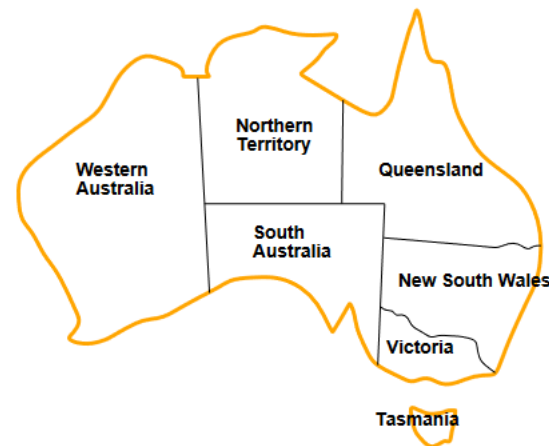 Northern
Territory
Western
Australia
Queensland
South
Australia
New South Wales
Victoria
Tasmania